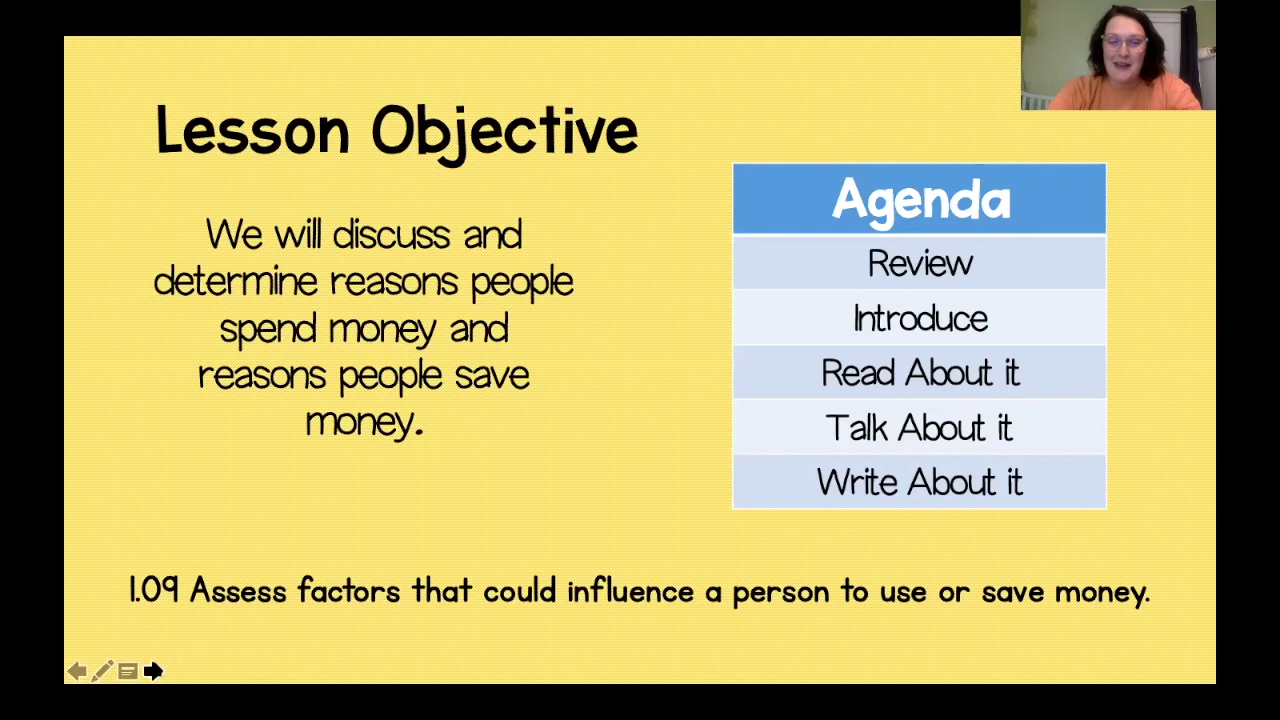 Lesson Objective
We will discuss and
determine reasons people
spend money and
reasons people save
money.
Agenda
Review
Introduce
Read About it
Talk About it
Write About it
1.09 Assess factors that could influence a person to use or save money.